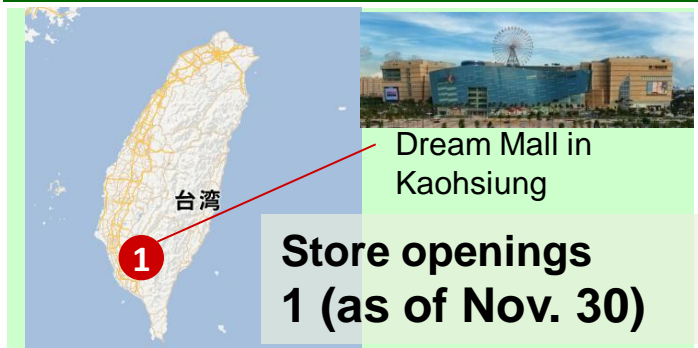 Dream Mall in
Kaohsiung
台湾
1
Store openings
1 (as of Nov. 30)